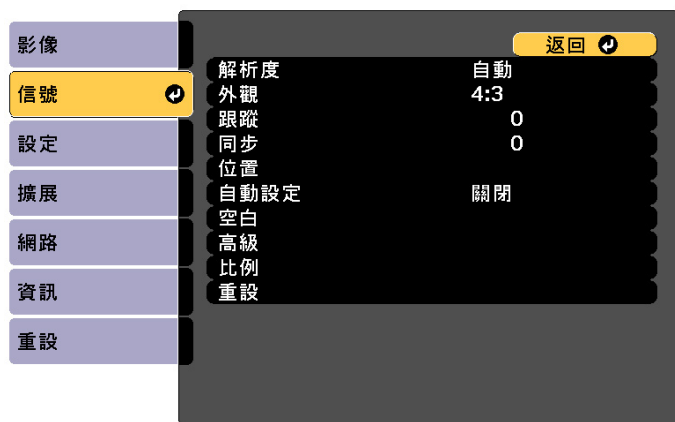 影像
信號
設定
擴展
網路
資訊
重設
返回
解析度 自動
外觀 4:3
跟蹤 0
同步 0
位置
自動設定 關閉
空白
高級
比例
重設